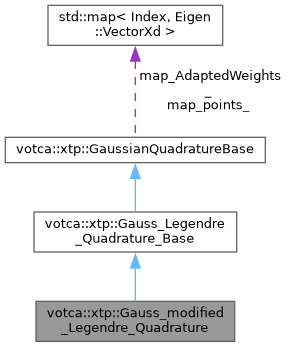 std::map< Index, Eigen
::VectorXd >
map_AdaptedWeights
_
map_points_
votca::xtp::GaussianQuadratureBase
votca::xtp::Gauss_Legendre
_Quadrature_Base
votca::xtp::Gauss_modified
_Legendre_Quadrature